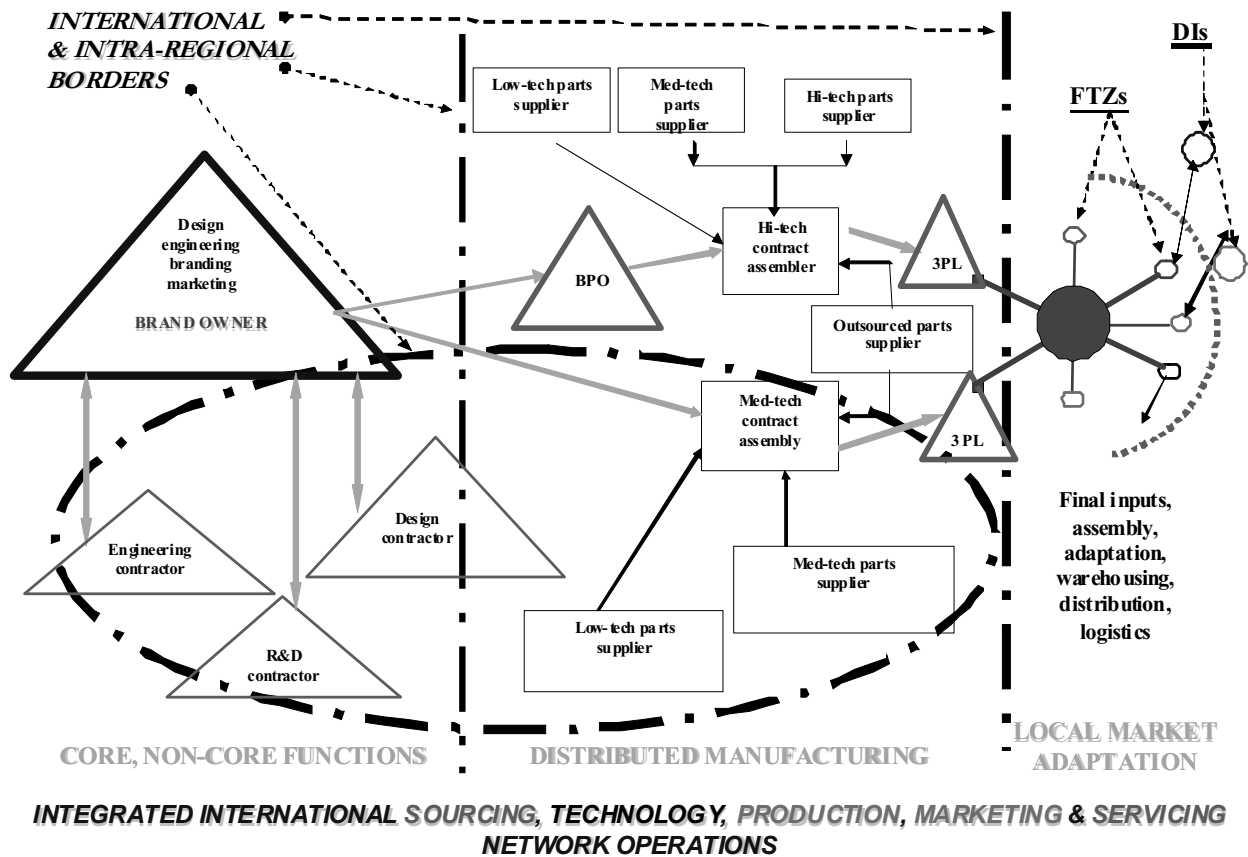 INTERNATIONAL
& INTRA-REGIONAL
BORDERS
DIs
FTZs
Low-tech parts
supplier
Med-tech
parts
supplier
Hi-tech parts
supplier
Design
engineering
branding
marketing
BRAND OWNER
BPO
Hi-tech
contract
assembler
3PL
Outsourced parts
supplier
Med-tech
contract
assembly
3 PL
Design
contractor
Engineering
contractor
R&D
contractor
Med-tech parts
supplier
Low-tech parts
supplier
Final inputs,
assembly,
adaptation,
warehousing,
distribution,
logistics
CORE, NON-CORE FUNCTIONS
DISTRIBUTED MANUFACTURING
LOCAL MARKET
ADAPTATION
INTEGRATED INTERNATIONAL SOURCING, TECHNOLOGY, PRODUCTION, MARKETING & SERVICING
NETWORK OPERATIONS